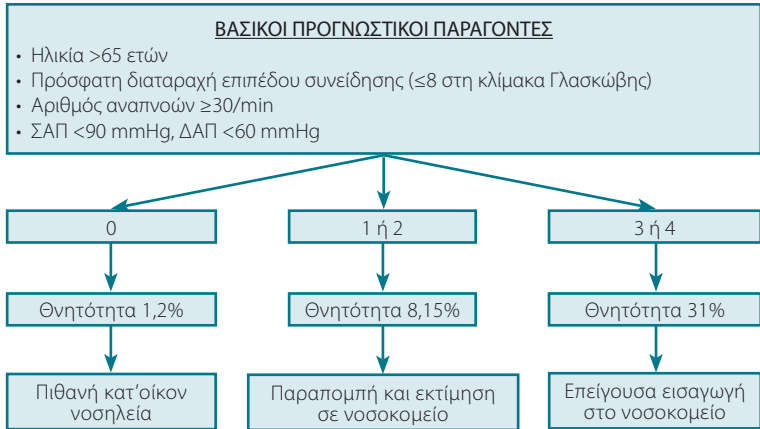 ΒΑΣΙΚΟΙ ΠΡΟΓΝΩΣΤΙΚΟΙ ΠΑΡΑΓΟΝΤΕΣ
• Ηλικία >65 ετών
• Πρόσφατη διαταραχή επιπέδου συνείδησης (≤8 στη κλίμακα Γλασκώβης)
• Αριθμός αναπνοών ≥30/min
• ΣΑΠ <90 mmHg, ΔΑΠ <60 mmHg
0
1 ή 2
3 ή 4
Θνητότητα 1,2%
Θνητότητα 8,15%
Θνητότητα 31%
Πιθανή κατ’οίκον
νοσηλεία
Παραπομπή και εκτίμηση
σε νοσοκομείο
Επείγουσα εισαγωγή
στο νοσοκομείο